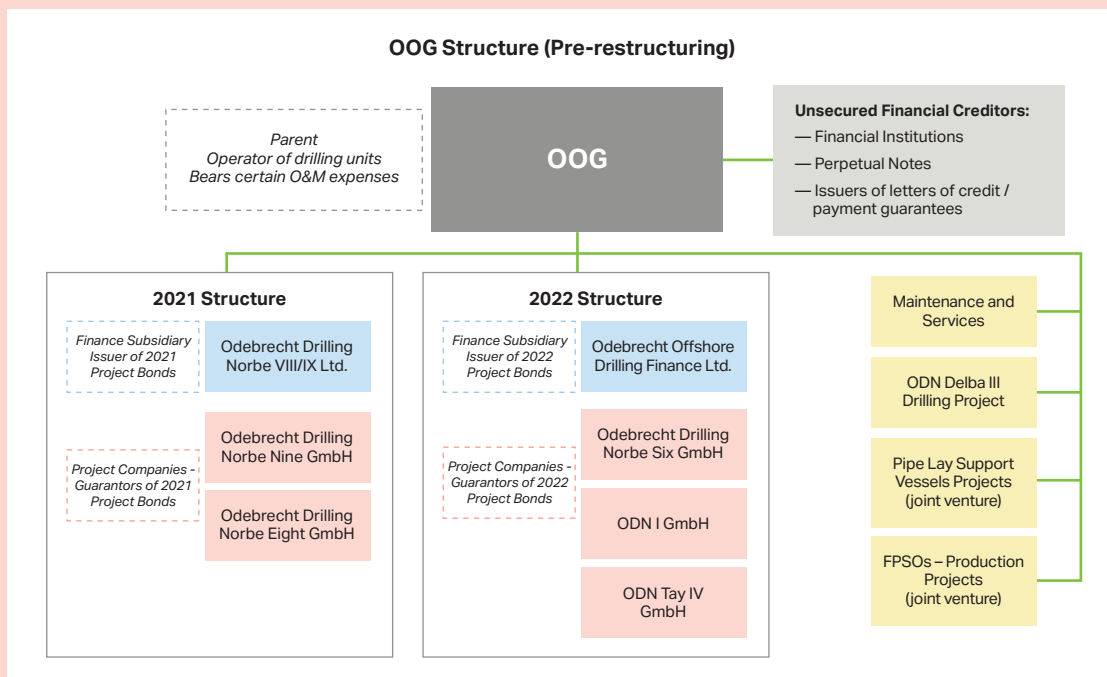 OOG Structure (Pre-restructuring)
Parent
Operator of drilling units
Bears certain O&M expenses
OOG
Unsecured Financial Creditors:
— Financial Institutions
— Perpetual Notes
— Issuers of letters of credit /
payment guarantees
2021 Structure
Finance Subsidiary
Issuer of 2021
Project Bonds
Odebrecht Drilling
Norbe VIII/IX Ltd.
Project Companies -
Guarantors of 2021
Project Bonds
Odebrecht Drilling
Norbe Nine GmbH
Odebrecht Drilling
Norbe Eight GmbH
2022 Structure
Finance Subsidiary
Issuer of 2022
Project Bonds
Odebrecht Offshore
Drilling Finance Ltd.
Project Companies -
Guarantors of 2022
Project Bonds
Odebrecht Drilling
Norbe Six GmbH
ODN I GmbH
ODN Tay IV
GmbH
Maintenance and
Services
ODN Delba III
Drilling Project
Pipe Lay Support
Vessels Projects
(joint venture)
FPSOs – Production
Projects
(joint venture)